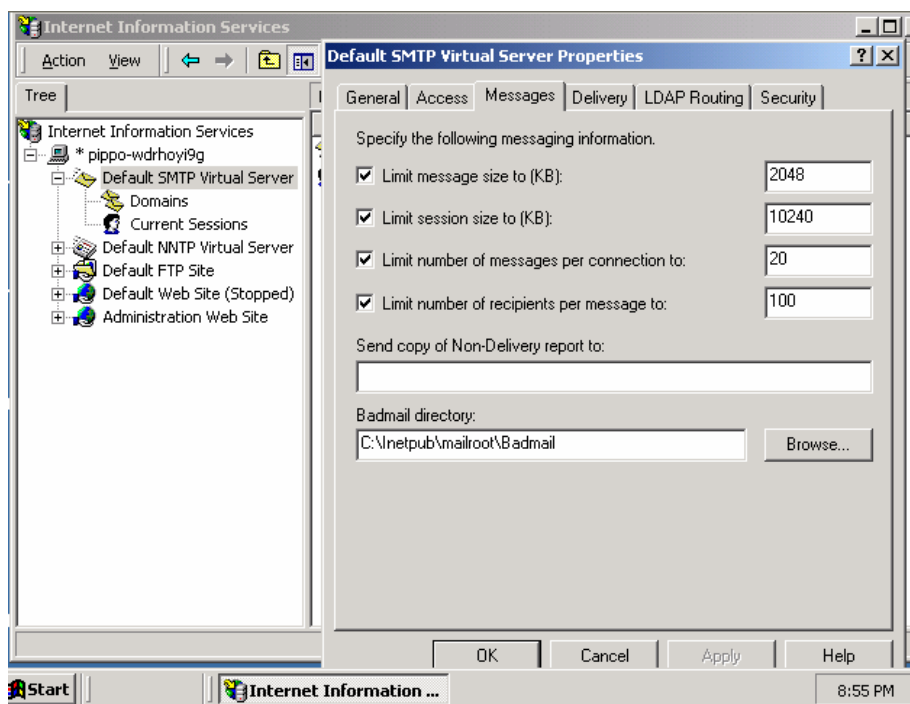 Internet Information Services
Action View
Tree
Internet Information Services
* pippo-wdrhoyi9g
Default SMTP Virtual Server
Domains
Current Sessions
Default NNTP Virtual Server
Default FTP Site
Default Web Site (Stopped)
Administration Web Site
Default SMTP Virtual Server Properties
General Access Messages Delivery LDAP Routing Security
Specify the following messaging information.
Limit message size to (KB): 2048
Limit session size to (KB): 10240
Limit number of messages per connection to: 20
Limit number of recipients per message to: 100
Send copy of Non-Delivery report to:
Badmail directory:
C:\Inetpub\mailroot\Badmail Browse...
OK Cancel Apply Help
Start Internet Information ... 8:55 PM